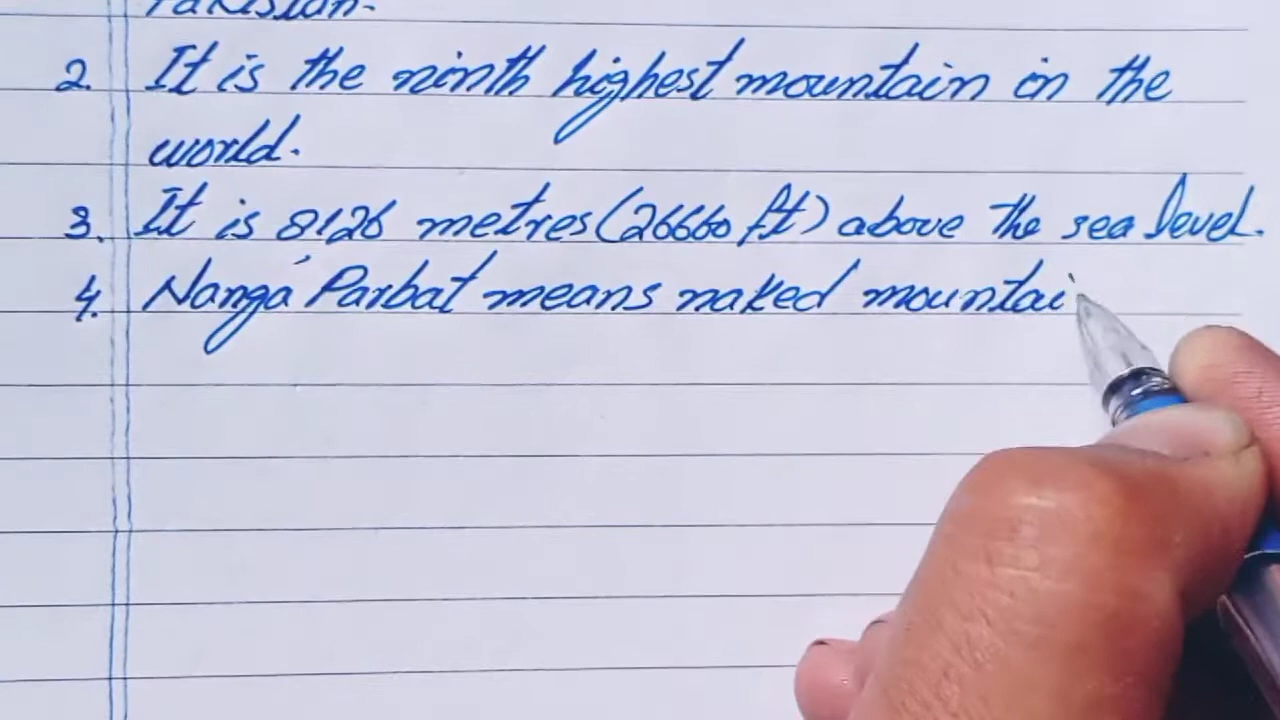 Pakistan.
2. It is the ninth highest mountain in the
world.
3. It is 8126 metres (26660 ft) above the sea level.
4. Nanga Parbat means naked mountai